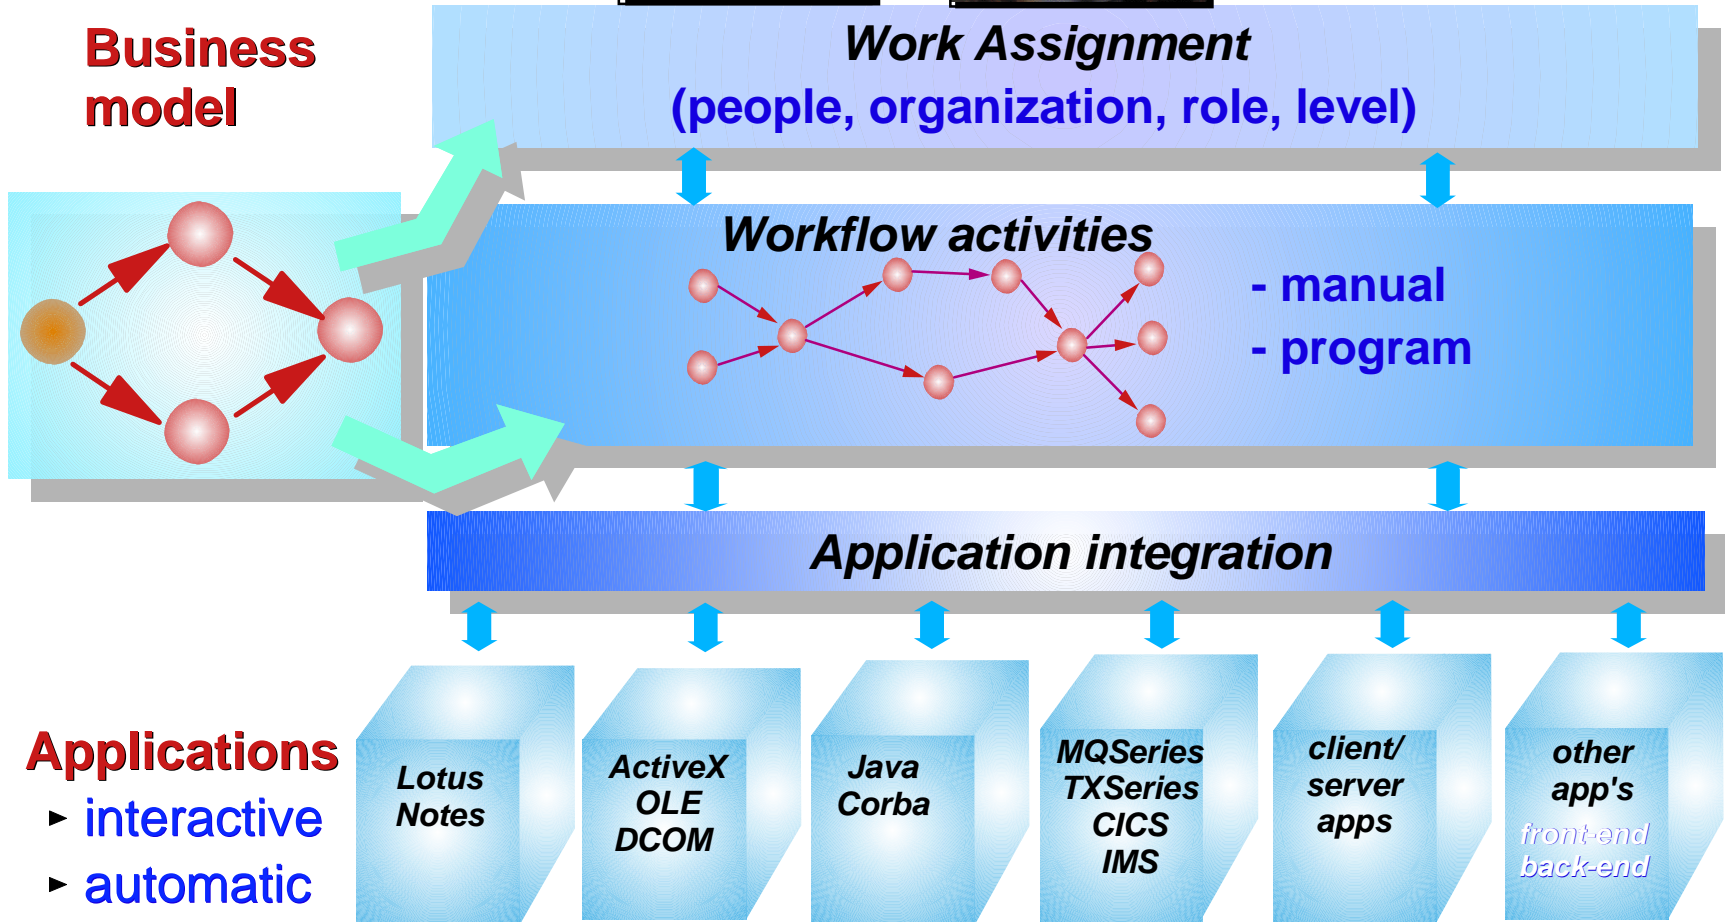 Business
model
Work Assignment
(people, organization, role, level)
Workflow activities
- manual
- program
Application integration
Applications
► interactive
► automatic
Lotus
Notes
ActiveX
OLE
DCOM
Java
Corba
MQSeries
TXSeries
CICS
IMS
client/
server
apps
other
app's
front-end
back-end